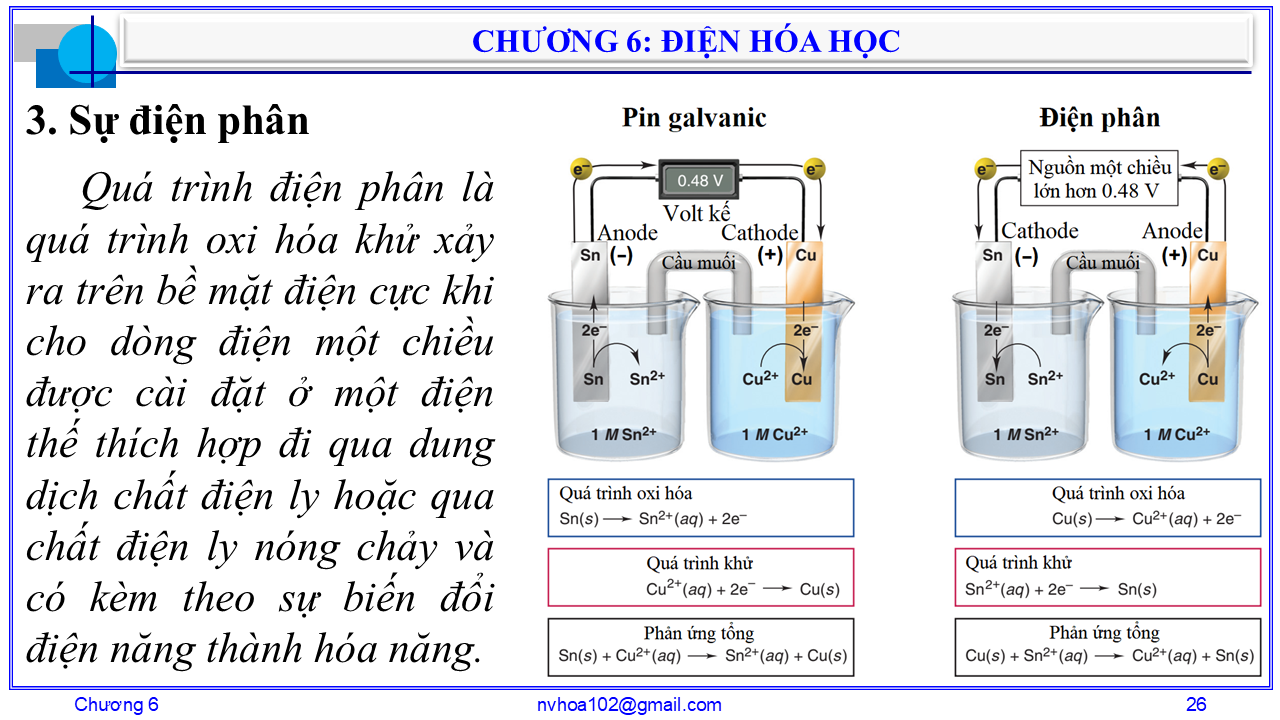 CHƯƠNG 6: ĐIỆN HÓA HỌC
3. Sự điện phân
Quá trình điện phân là
quá trình oxi hóa khử xảy
ra trên bề mặt điện cực khi
cho dòng điện một chiều
được cài đặt ở một điện
thế thích hợp đi qua dung
dịch chất điện ly hoặc qua
chất điện ly nóng chảy và
có kèm theo sự biến đổi
điện năng thành hóa năng.
Pin galvanic
e⁻ 0.48 V e⁻
Volt kế
Anode Cathode
Sn (–) Cầu muối (+) Cu
2e⁻ 2e⁻
Sn Sn²⁺ Cu²⁺ Cu
1 M Sn²⁺ 1 M Cu²⁺
Quá trình oxi hóa
Sn(s) ⟶ Sn²⁺(aq) + 2e⁻
Quá trình khử
Cu²⁺(aq) + 2e⁻ ⟶ Cu(s)
Phản ứng tổng
Sn(s) + Cu²⁺(aq) ⟶ Sn²⁺(aq) + Cu(s)
Điện phân
e⁻ Nguồn một chiều e⁻
lớn hơn 0.48 V
Cathode Anode
Sn (–) Cầu muối (+) Cu
2e⁻ 2e⁻
Sn Sn²⁺ Cu²⁺ Cu
1 M Sn²⁺ 1 M Cu²⁺
Quá trình oxi hóa
Cu(s) ⟶ Cu²⁺(aq) + 2e⁻
Quá trình khử
Sn²⁺(aq) + 2e⁻ ⟶ Sn(s)
Phản ứng tổng
Cu(s) + Sn²⁺(aq) ⟶ Cu²⁺(aq) + Sn(s)
Chương 6 nvhoa102@gmail.com 26